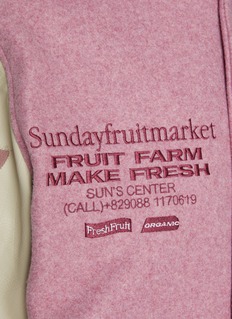 Sundayfruitmarket
FRUIT FARM
MAKE FRESH
SUN'S CENTER
(CALL)+829088 1170619
FreshFruit ORGANIC